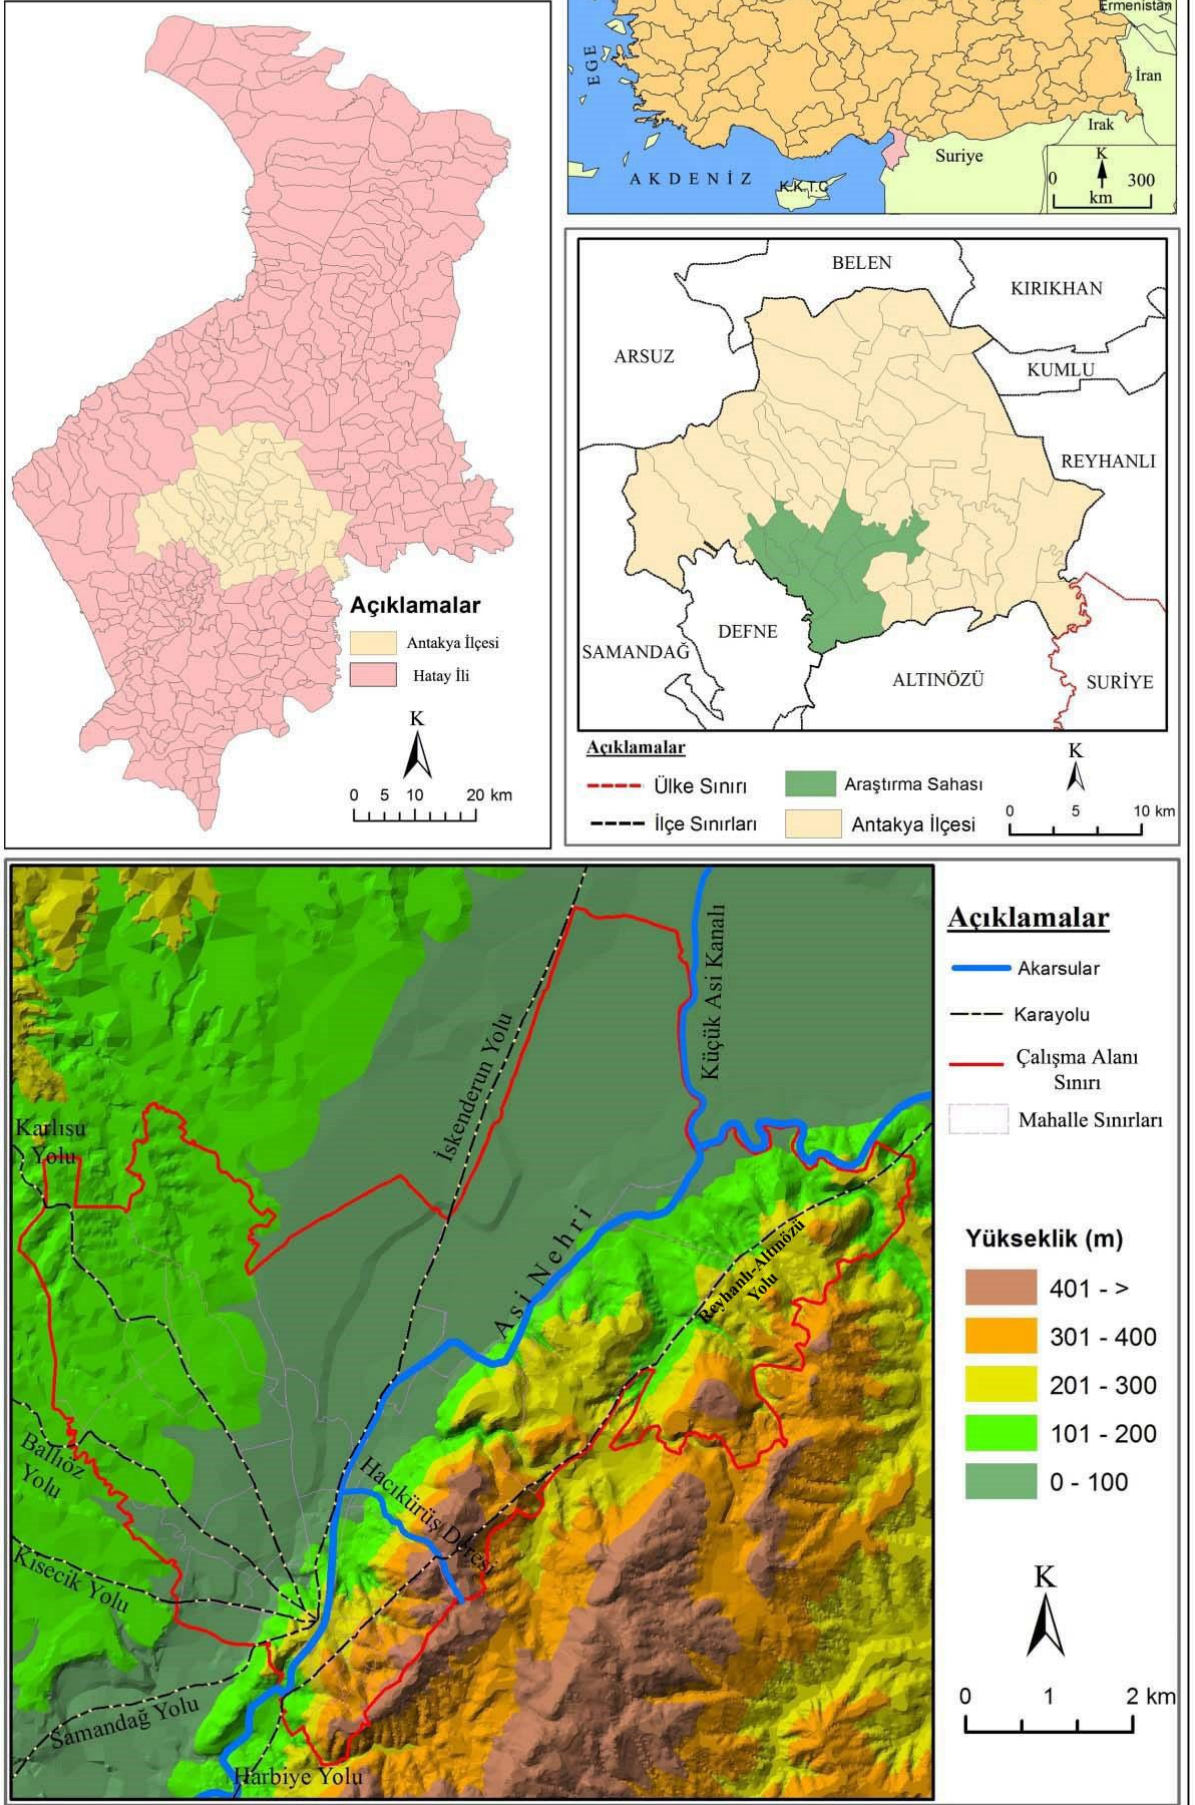 Açıklamalar
Antakya İlçesi
Hatay İli
K
0 5 10 20 km
Ermenistan
EGE
İran
Irak
Suriye
AKDENİZ
K.K.T.C
K
0 300
km
BELEN
KIRIKHAN
ARSUZ
KUMLU
REYHANLI
DEFNE
SAMANDAĞ
ALTINÖZÜ
SURİYE
Açıklamalar
Ülke Sınırı
Araştırma Sahası
İlçe Sınırları
Antakya İlçesi
K
0 5 10 km
Küçük Asi Kanalı
İskenderun Yolu
Karlısu
Yolu
Asi Nehri
Reyhanlı-Altınözü
Yolu
Ballıöz
Yolu
Hacıkürüş Deresi
Kısecik Yolu
Samandağ Yolu
Harbiye Yolu
Açıklamalar
Akarsular
Karayolu
Çalışma Alanı
Sınırı
Mahalle Sınırları
Yükseklik (m)
401 - >
301 - 400
201 - 300
101 - 200
0 - 100
K
0 1 2 km